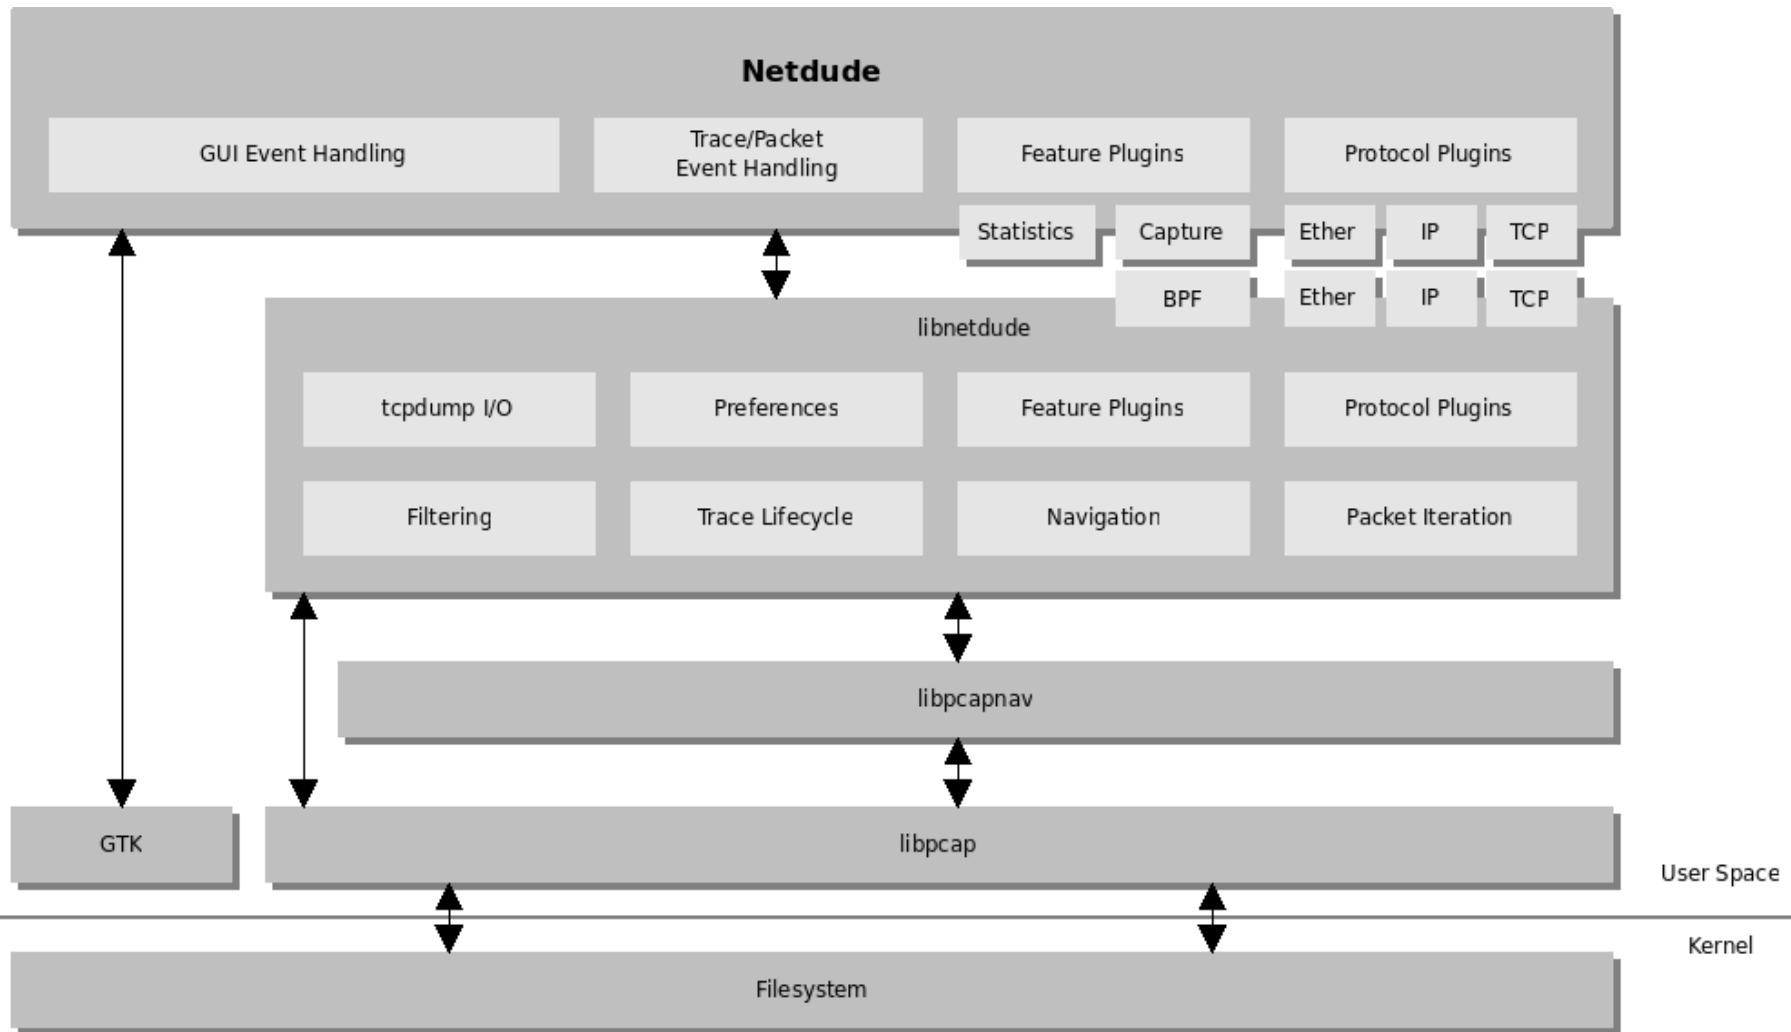 Netdude
GUI Event Handling
Trace/Packet
Event Handling
Feature Plugins
Protocol Plugins
Statistics
Capture
Ether
IP
TCP
BPF
Ether
IP
TCP
libnetdude
tcpdump I/O
Preferences
Feature Plugins
Protocol Plugins
Filtering
Trace Lifecycle
Navigation
Packet Iteration
libpcapnav
GTK
libpcap
User Space
Kernel
Filesystem